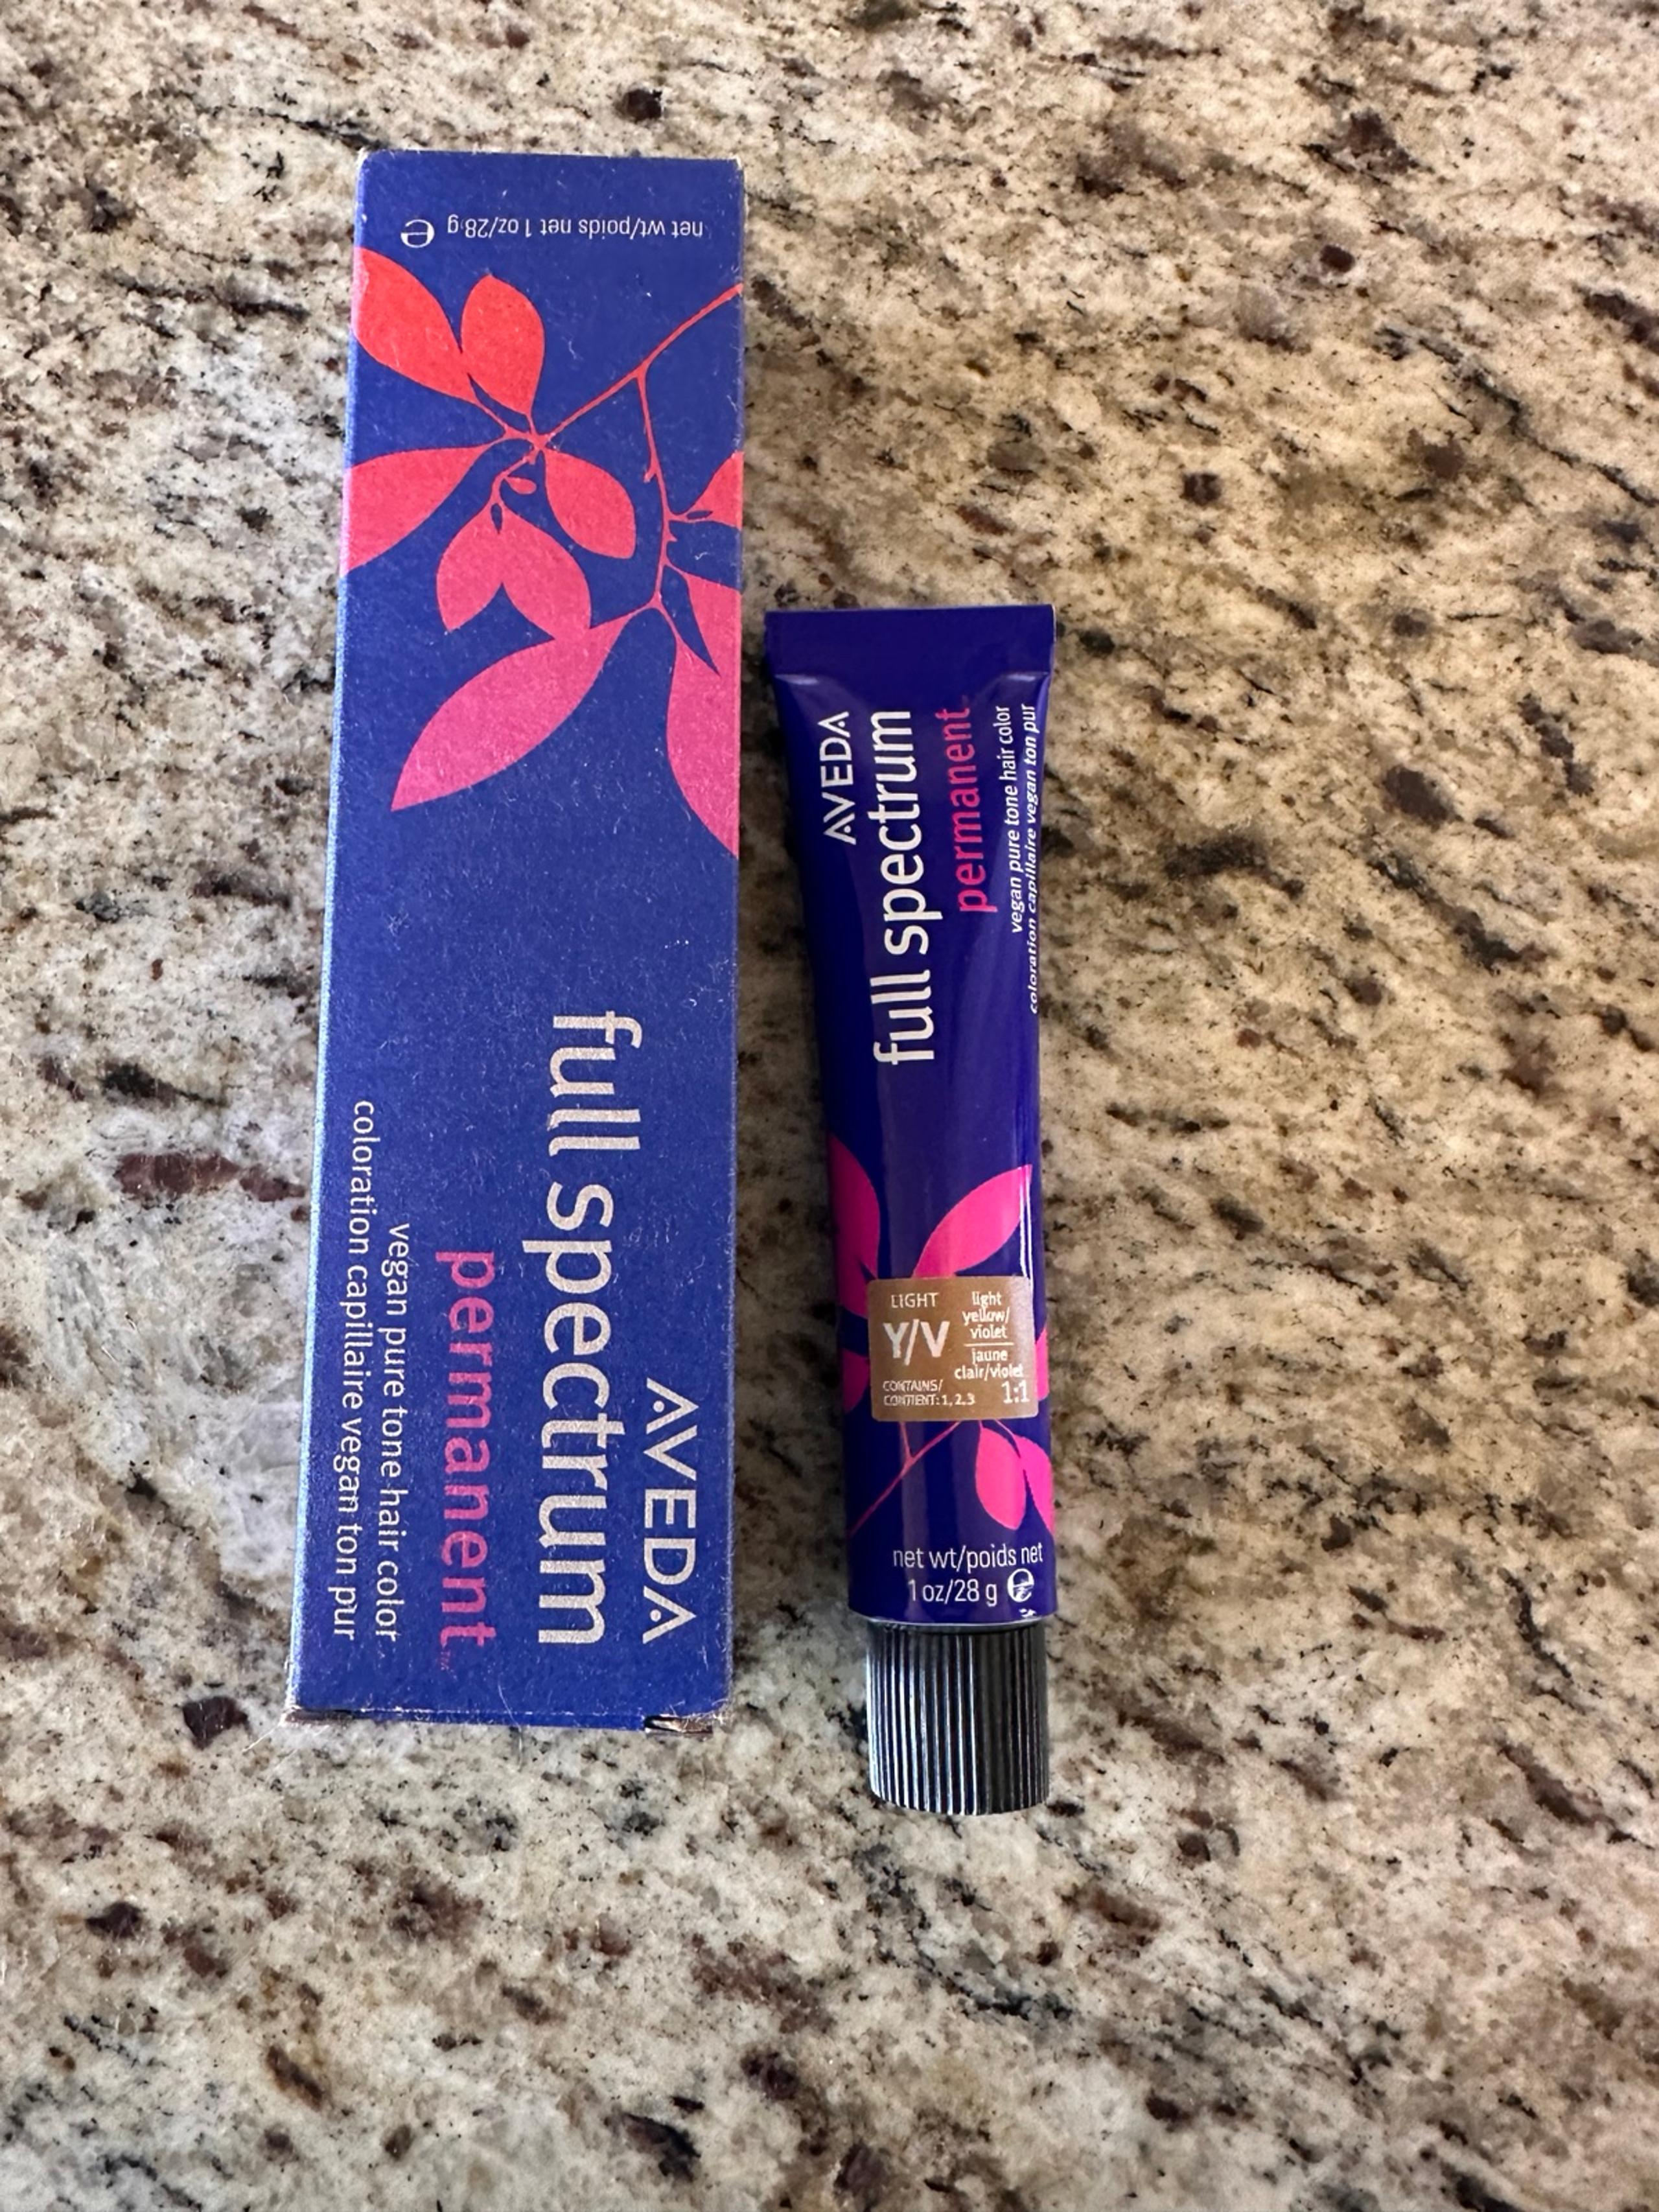 net wt/poids net 1 oz/28 g e
AVEDA
full spectrum
permanent™
vegan pure tone hair color
coloration capillaire vegan ton pur
AVEDA
full spectrum
permanent
vegan pure tone hair color
coloration capillaire vegan ton pur
LIGHT
Y/V
CONTAINS/
CONTIENT: 1, 2, 3
light
yellow/
violet
jaune
clair/violet
1:1
net wt/poids net
1 oz/28 g e